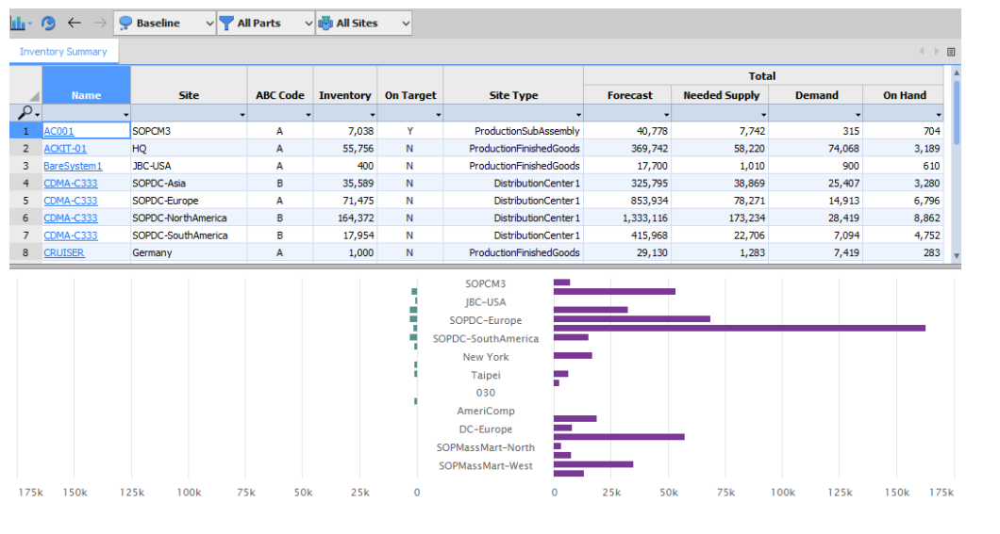 Baseline All Parts All Sites
Inventory Summary
Total
Name Site ABC Code Inventory On Target Site Type Forecast Needed Supply Demand On Hand
1 AC001 SOPCM3 A 7,038 Y ProductionSubAssembly 40,778 7,742 315 704
2 ACKIT-01 HQ A 55,756 N ProductionFinishedGoods 369,742 58,220 74,068 3,189
3 BareSystem1 JBC-USA A 400 N ProductionFinishedGoods 17,700 1,010 900 610
4 CDMA-C333 SOPDC-Asia B 35,589 N DistributionCenter1 325,795 38,869 25,407 3,280
5 CDMA-C333 SOPDC-Europe A 71,475 N DistributionCenter1 853,934 78,271 14,913 6,796
6 CDMA-C333 SOPDC-NorthAmerica B 164,372 N DistributionCenter1 1,333,116 173,234 28,419 8,862
7 CDMA-C333 SOPDC-SouthAmerica B 17,954 N DistributionCenter1 415,968 22,706 7,094 4,752
8 CRUISER Germany A 1,000 N ProductionFinishedGoods 29,130 1,283 7,419 283
SOPCM3
JBC-USA
SOPDC-Europe
SOPDC-SouthAmerica
New York
Taipei
030
AmeriComp
DC-Europe
SOPMassMart-North
SOPMassMart-West
175k 150k 125k 100k 75k 50k 25k 0 0 25k 50k 75k 100k 125k 150k 175k